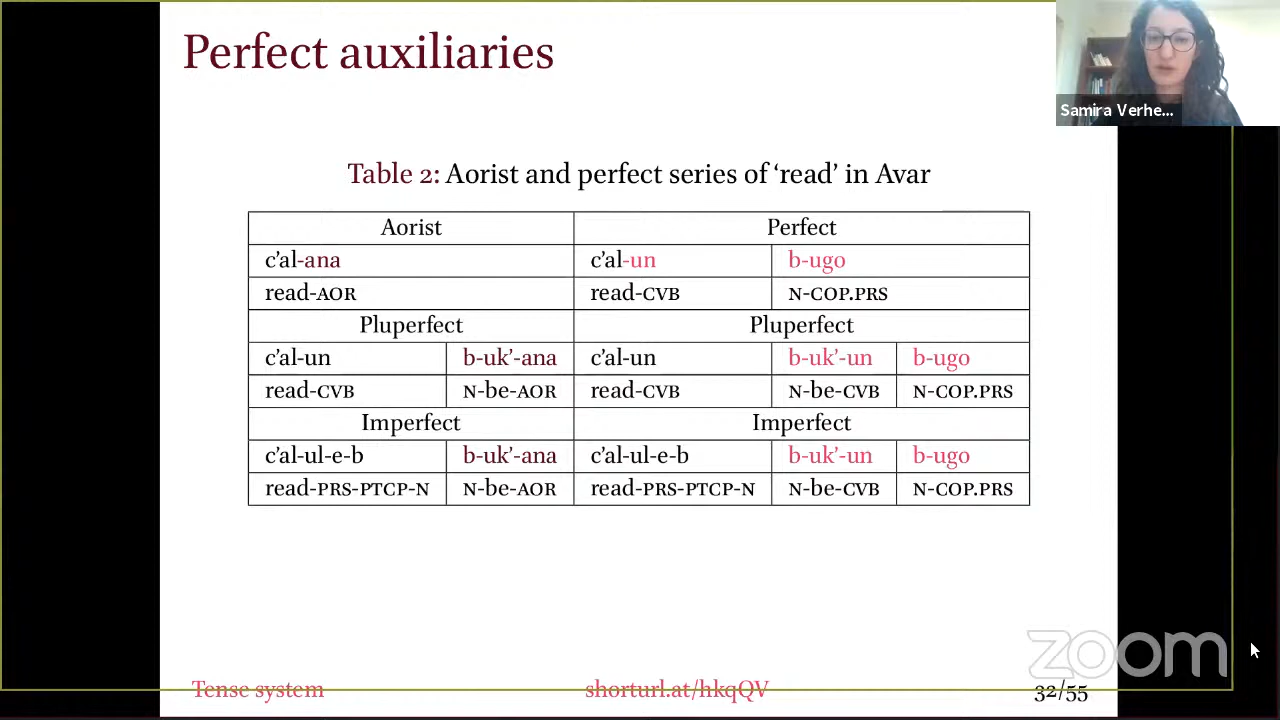 Perfect auxiliaries
Samira Verhe...
Table 2: Aorist and perfect series of ‘read’ in Avar
Aorist Perfect
c’al-ana c’al-un b-ugo
read-AOR read-CVB N-COP.PRS
Pluperfect Pluperfect
c’al-un b-uk’-ana c’al-un b-uk’-un b-ugo
read-CVB N-be-AOR read-CVB N-be-CVB N-COP.PRS
Imperfect Imperfect
c’al-ul-e-b b-uk’-ana c’al-ul-e-b b-uk’-un b-ugo
read-PRS-PTCP-N N-be-AOR read-PRS-PTCP-N N-be-CVB N-COP.PRS
zoom
Tense system shorturl.at/hkqQV 32/55